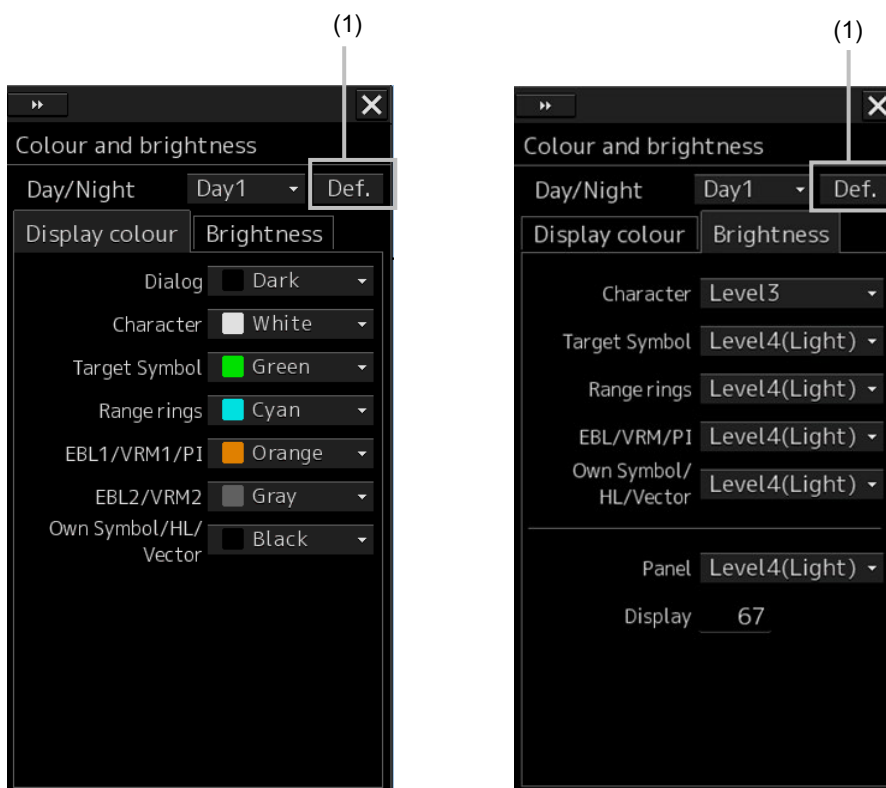 (1)
Colour and brightness
Day/Night Day1 Def.
Display colour Brightness
Dialog Dark
Character White
Target Symbol Green
Range rings Cyan
EBL1/VRM1/PI Orange
EBL2/VRM2 Gray
Own Symbol/HL/
Vector Black
(1)
Colour and brightness
Day/Night Day1 Def.
Display colour Brightness
Character Level3
Target Symbol Level4(Light)
Range rings Level4(Light)
EBL/VRM/PI Level4(Light)
Own Symbol/
HL/Vector Level4(Light)
Panel Level4(Light)
Display 67